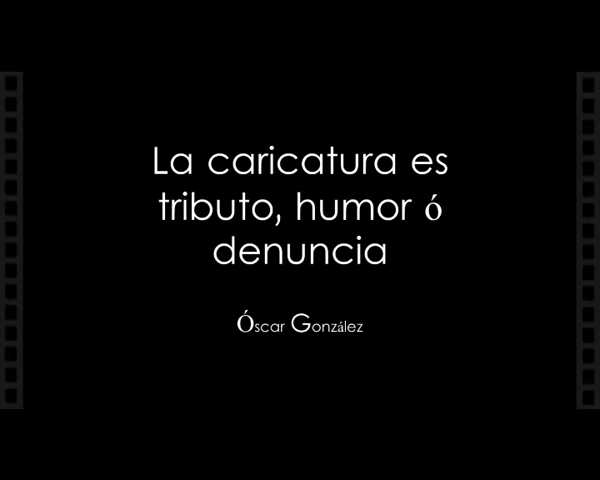 La caricatura es
tributo, humor ó
denuncia
Óscar González